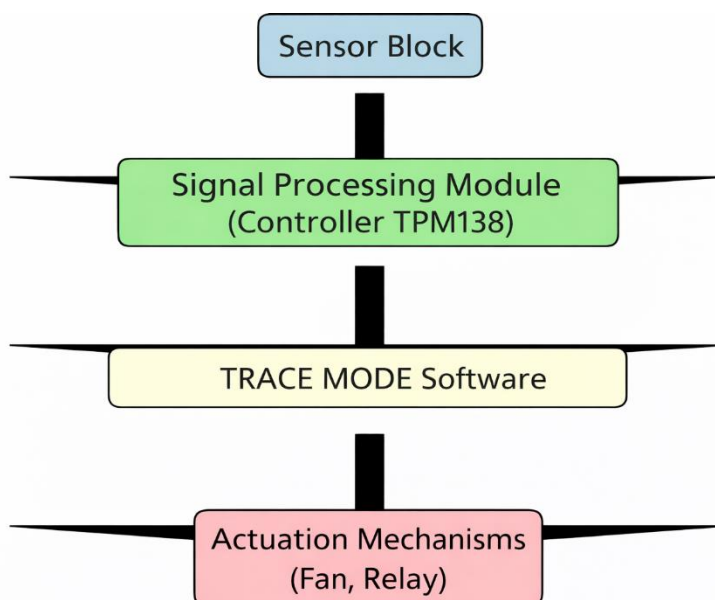 Sensor Block
Signal Processing Module
(Controller TPM138)
TRACE MODE Software
Actuation Mechanisms
(Fan, Relay)